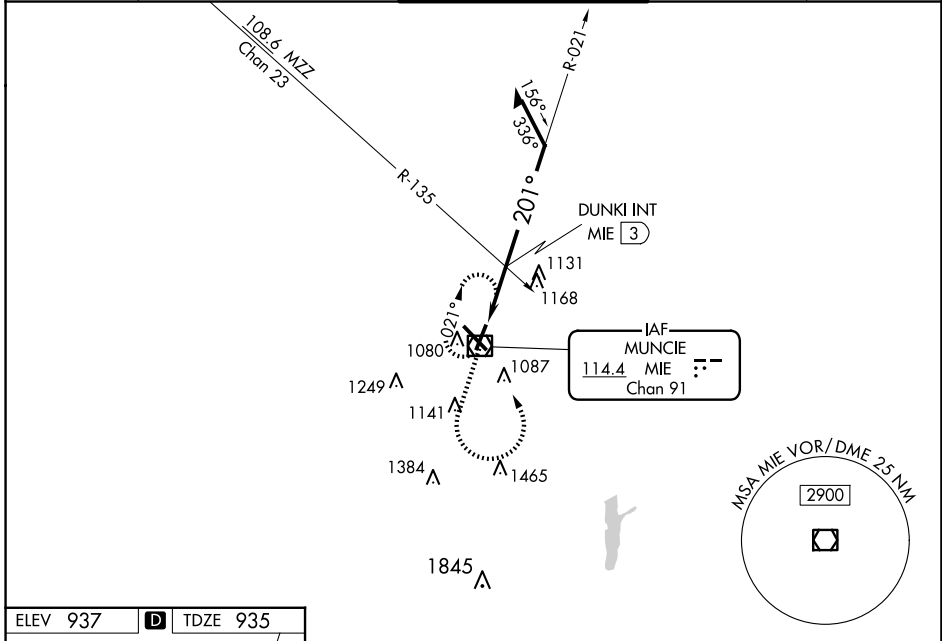 108.6 MZZ
Chan 23
R-021
156°
336°
R-135
201°
DUNKI INT
MIE 3
1131
1168
021°
1080
IAF
MUNCIE
114.4 MIE
Chan 91
1087
1249
1141
1384
1465
MSA MIE VOR/DME 25 NM
2900
1845
ELEV 937 D TDZE 935